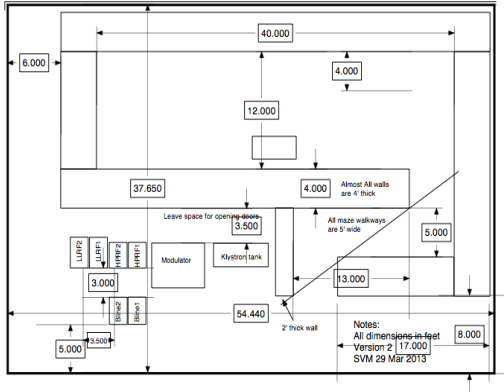 40.000
6.000
4.000
12.000
37.650
4.000
Almost All walls
are 4' thick
Leave space for opening doors
3.500
All maze walkways
are 5' wide
5.000
LLRF2
LLRF1
HPRF2
HPRF1
Modulator
Klystron tank
3.000
13.000
Bline2
Bline1
54.440
2' thick wall
3.500
5.000
Notes:
All dimensions in feet
Version 2
SVM 29 Mar 2013
17.000
8.000